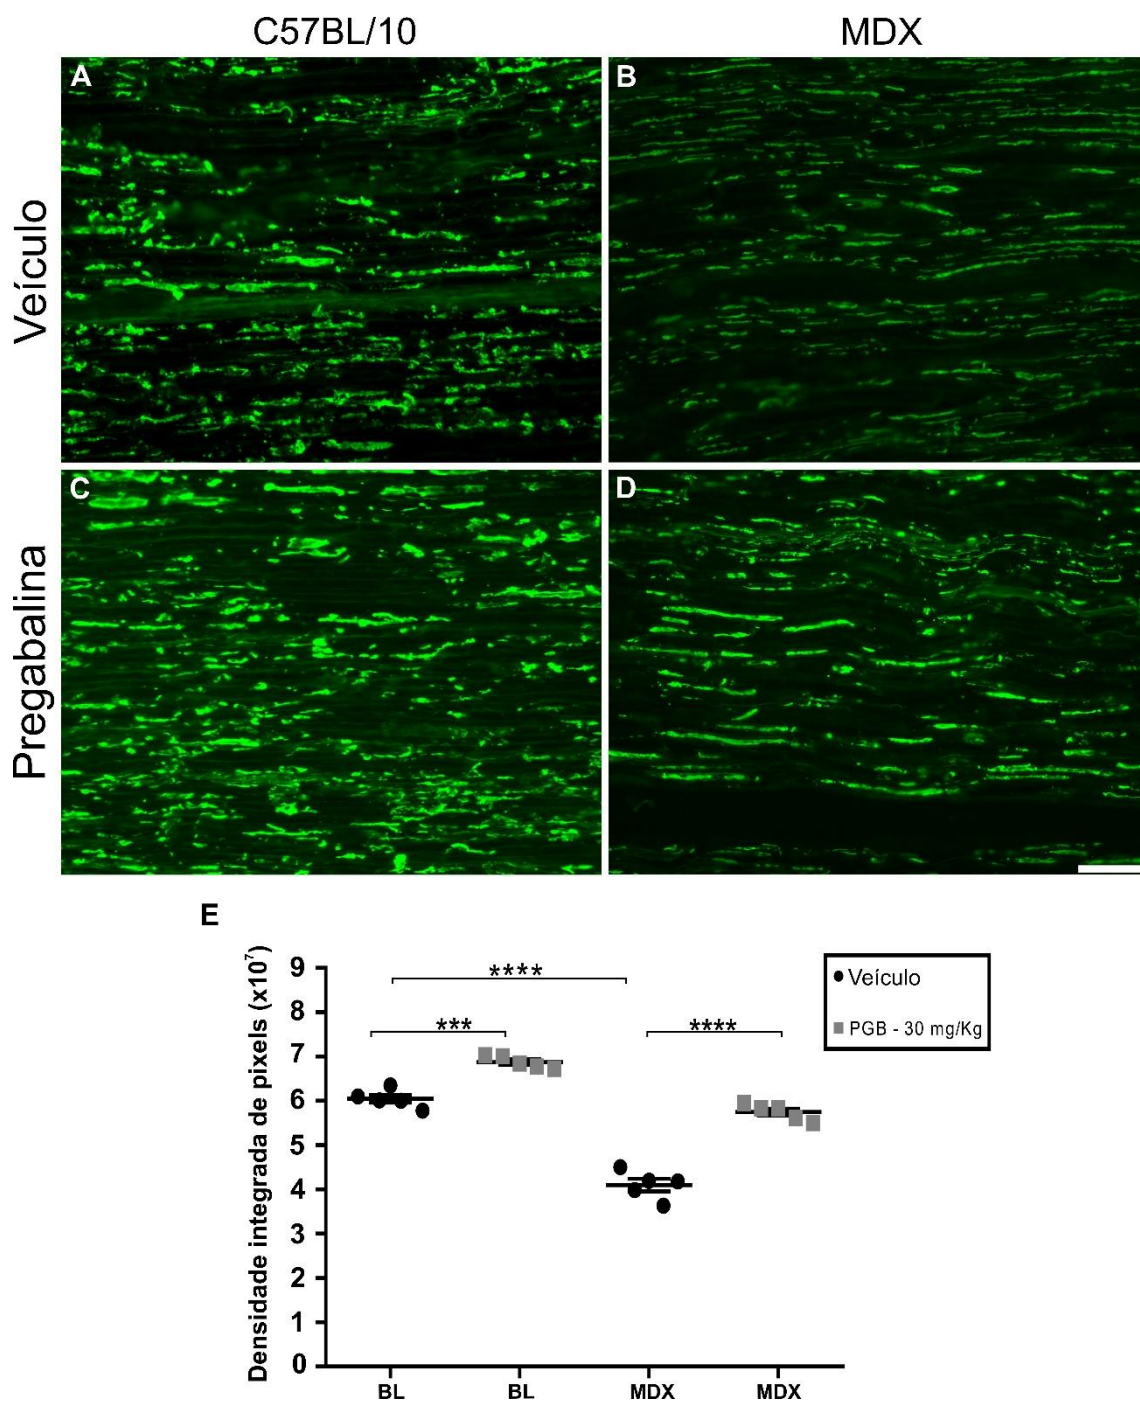 C57BL/10
MDX
Veículo
A
B
Pregabalina
C
D
E
Densidade integrada de pixels (x10⁷)
9
8
7
6
5
4
3
2
1
0
****
***
****
Veículo
PGB - 30 mg/Kg
BL
BL
MDX
MDX